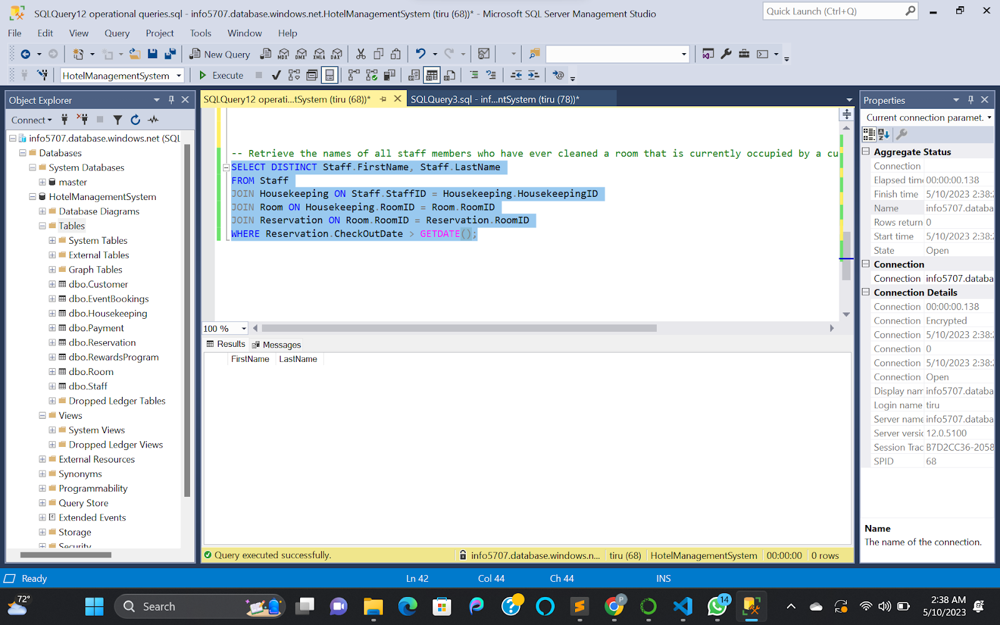 SQLQuery12 operational queries.sql - info5707.database.windows.net.HotelManagementSystem (tiru (68))* - Microsoft SQL Server Management Studio
Quick Launch (Ctrl+Q)
File Edit View Query Project Tools Window Help
New Query MDX DMX XMLA DAX
HotelManagementSystem Execute
Object Explorer
Connect
info5707.database.windows.net (SQL
Databases
System Databases
master
HotelManagementSystem
Database Diagrams
Tables
System Tables
External Tables
Graph Tables
dbo.Customer
dbo.EventBookings
dbo.Housekeeping
dbo.Payment
dbo.Reservation
dbo.RewardsProgram
dbo.Room
dbo.Staff
Dropped Ledger Tables
Views
System Views
Dropped Ledger Views
External Resources
Synonyms
Programmability
Query Store
Extended Events
Storage
Security
SQLQuery12 operati...tSystem (tiru (68))* SQLQuery3.sql - inf...ntSystem (tiru (78))*
-- Retrieve the names of all staff members who have ever cleaned a room that is currently occupied by a cu
SELECT DISTINCT Staff.FirstName, Staff.LastName
FROM Staff
JOIN Housekeeping ON Staff.StaffID = Housekeeping.HousekeepingID
JOIN Room ON Housekeeping.RoomID = Room.RoomID
JOIN Reservation ON Room.RoomID = Reservation.RoomID
WHERE Reservation.CheckOutDate > GETDATE();
100 %
Results Messages
FirstName LastName
Query executed successfully. info5707.database.windows.n... tiru (68) HotelManagementSystem 00:00:00 0 rows
Properties
Current connection paramet.
Aggregate Status
Connection
Elapsed time 00:00:00.138
Finish time 5/10/2023 2:38:2
Name info5707.databa
Rows return 0
Start time 5/10/2023 2:38:2
State Open
Connection
Connection info5707.databa
Connection Details
Connection 00:00:00.138
Connection Encrypted
Connection 5/10/2023 2:38:2
Connection 0
Connection 5/10/2023 2:38:2
Connection Open
Display nam info5707.databa
Login name tiru
Server name info5707.databa
Server versic 12.0.5100
Session Trac B7D2CC36-2058
SPID 68
Name
The name of the connection.
Ready Ln 42 Col 44 Ch 44 INS
72°
Search
P
14
2:38 AM
5/10/2023